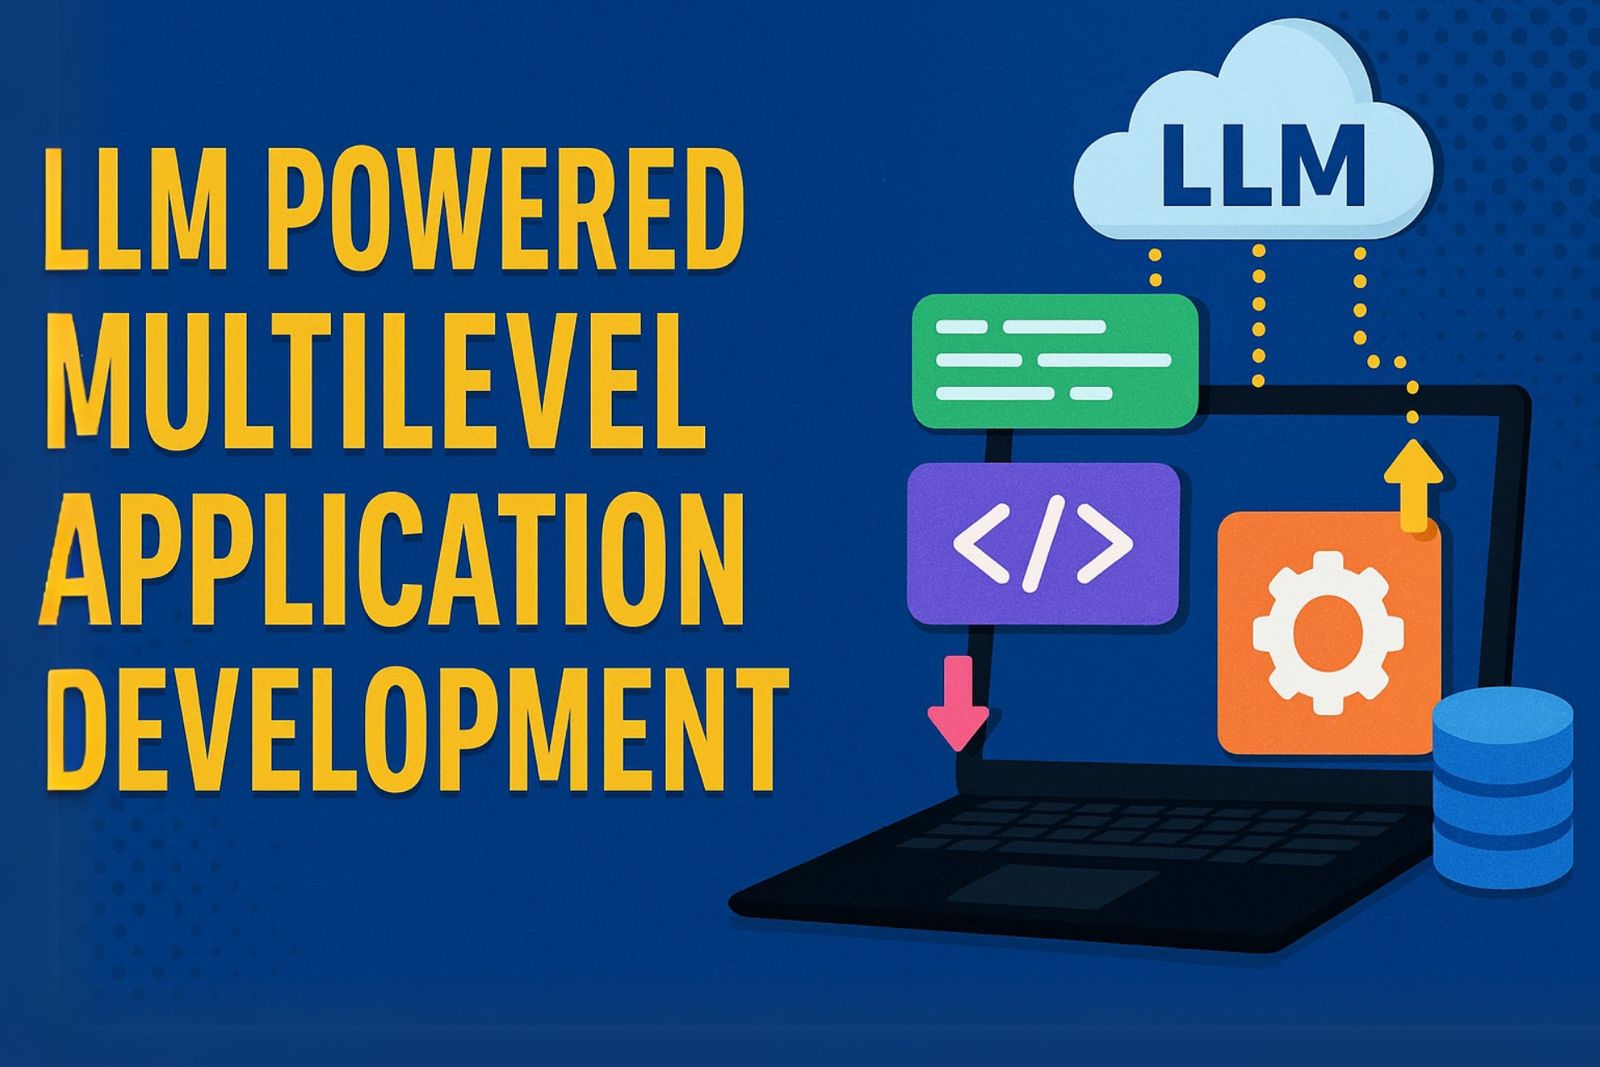 LLM POWERED
MULTILEVEL
APPLICATION
DEVELOPMENT
LLM
</>